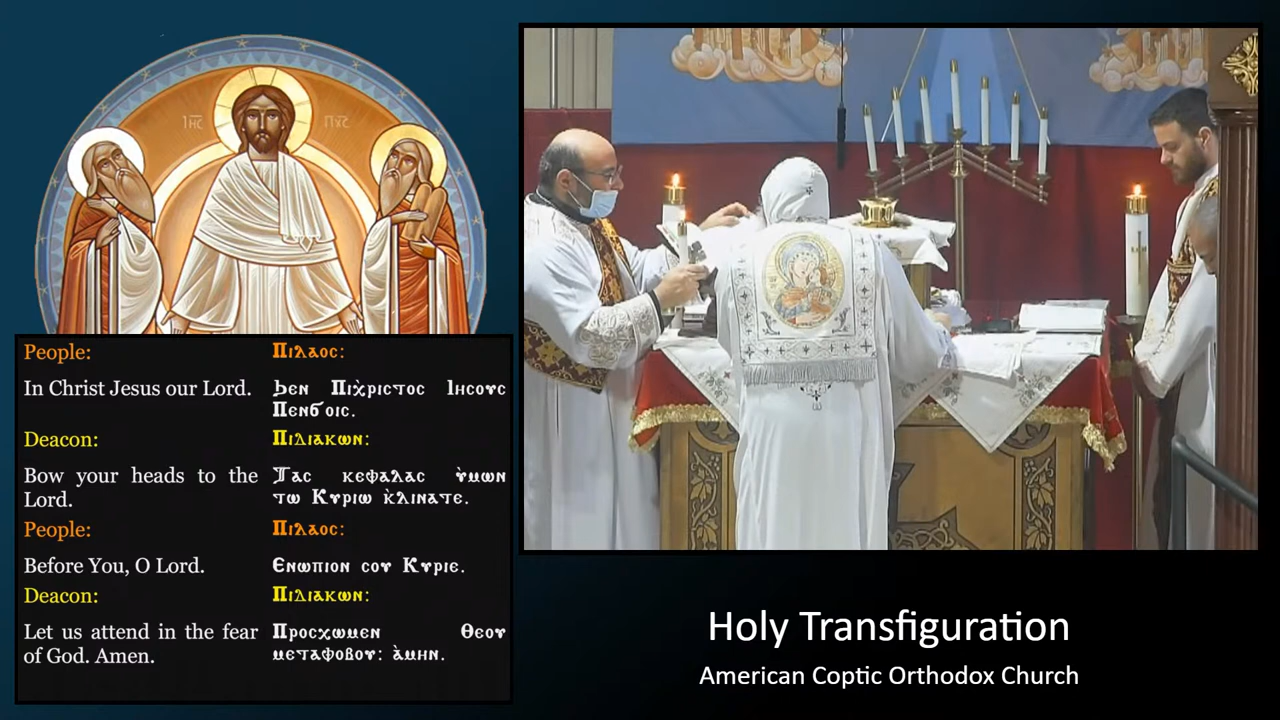 ⲒⲎ̅Ⲥ̅ Ⲡ̅Ⲭ̅Ⲥ̅
People: Ⲡⲓⲗⲁⲟⲥ:
In Christ Jesus our Lord. Ϧⲉⲛ Ⲡⲓⲭ̀ⲣⲓⲥⲧⲟⲥ Ⲓⲏⲥⲟⲩⲥ
Ⲡⲉⲛϭⲟⲓⲥ.
Deacon: Ⲡⲓⲇⲓⲁⲕⲱⲛ:
Bow your heads to the Ⲧⲁⲥ ⲕⲉⲫⲁⲗⲁⲥ ⲩ̀ⲙⲱⲛ
Lord. ⲧⲱ Ⲕⲩⲣⲓⲱ ⲕ̀ⲗⲓⲛⲁⲧⲉ.
People: Ⲡⲓⲗⲁⲟⲥ:
Before You, O Lord. Ⲉⲛⲱⲡⲓⲟⲛ ⲥⲟⲩ Ⲕⲩⲣⲓⲉ.
Deacon: Ⲡⲓⲇⲓⲁⲕⲱⲛ:
Let us attend in the fear Ⲡⲣⲟⲥⲭⲱⲙⲉⲛ Ⲑⲉⲟⲩ
of God. Amen. ⲙⲉⲧⲁⲫⲟⲃⲟⲩ: ⲁ̀ⲙⲏⲛ.
Holy Transfiguration
American Coptic Orthodox Church